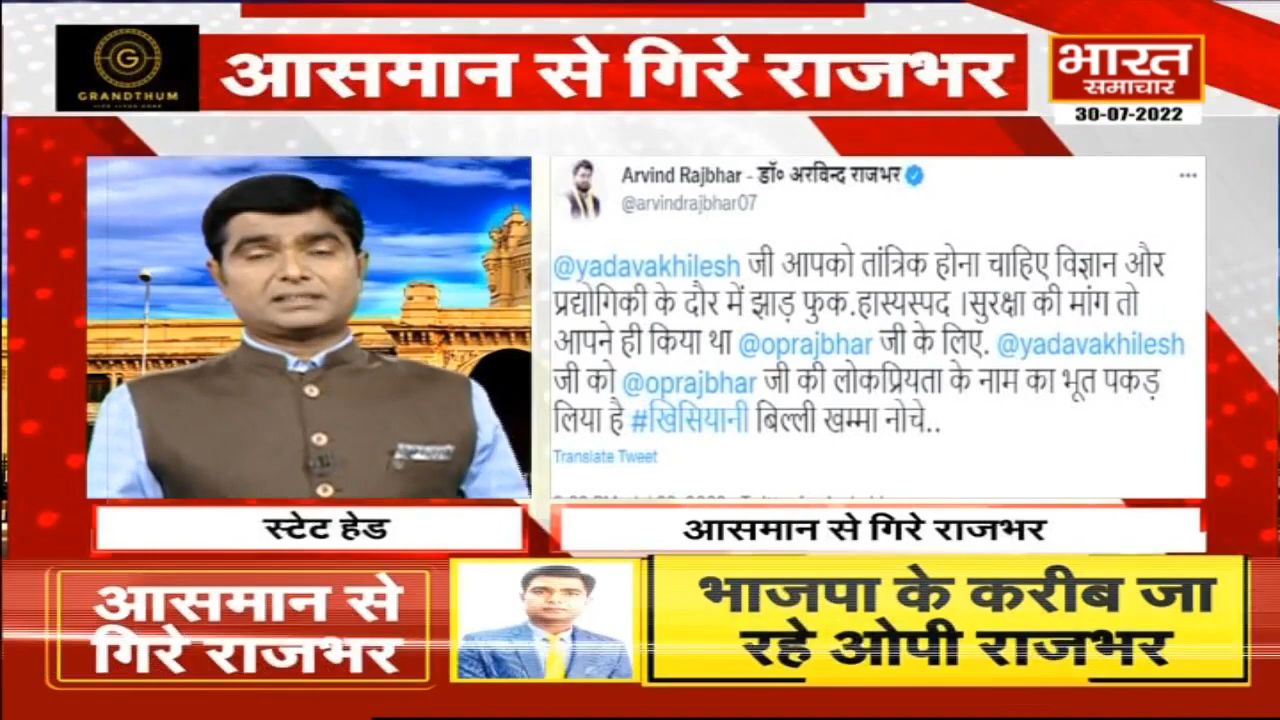 GRANDTHUM
आसमान से गिरे राजभर
भारत
समाचार
30-07-2022
Arvind Rajbhar - डॉ० अरविन्द राजभर
@arvindrajbhar07
@yadavakhilesh जी आपको तांत्रिक होना चाहिए विज्ञान और
प्रद्योगिकी के दौर में झाड़ फुक.हास्यस्पद ।सुरक्षा की मांग तो
आपने ही किया था @oprajbhar जी के लिए. @yadavakhilesh
जी को @oprajbhar जी की लोकप्रियता के नाम का भूत पकड़
लिया है #खिसियानी बिल्ली खम्मा नोचे..
Translate Tweet
स्टेट हेड
आसमान से गिरे राजभर
आसमान से
गिरे राजभर
भाजपा के करीब जा
रहे ओपी राजभर